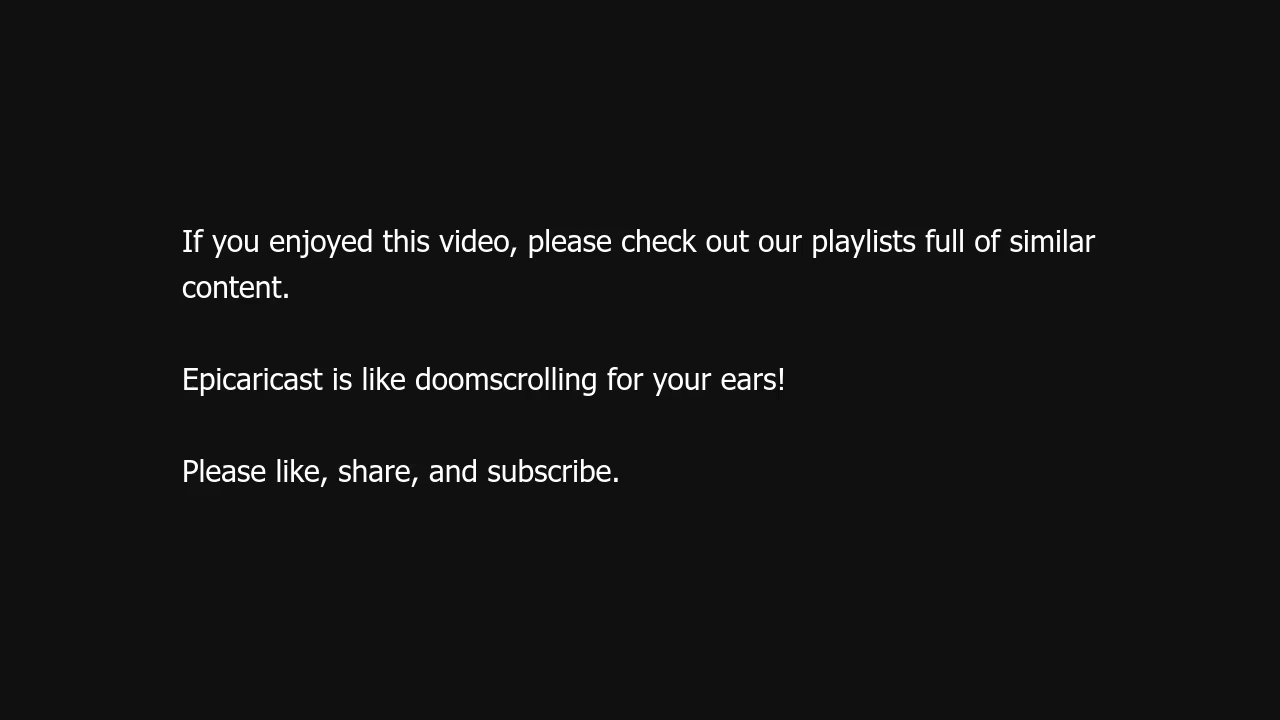 If you enjoyed this video, please check out our playlists full of similar
content.
Epicaricast is like doomscrolling for your ears!
Please like, share, and subscribe.